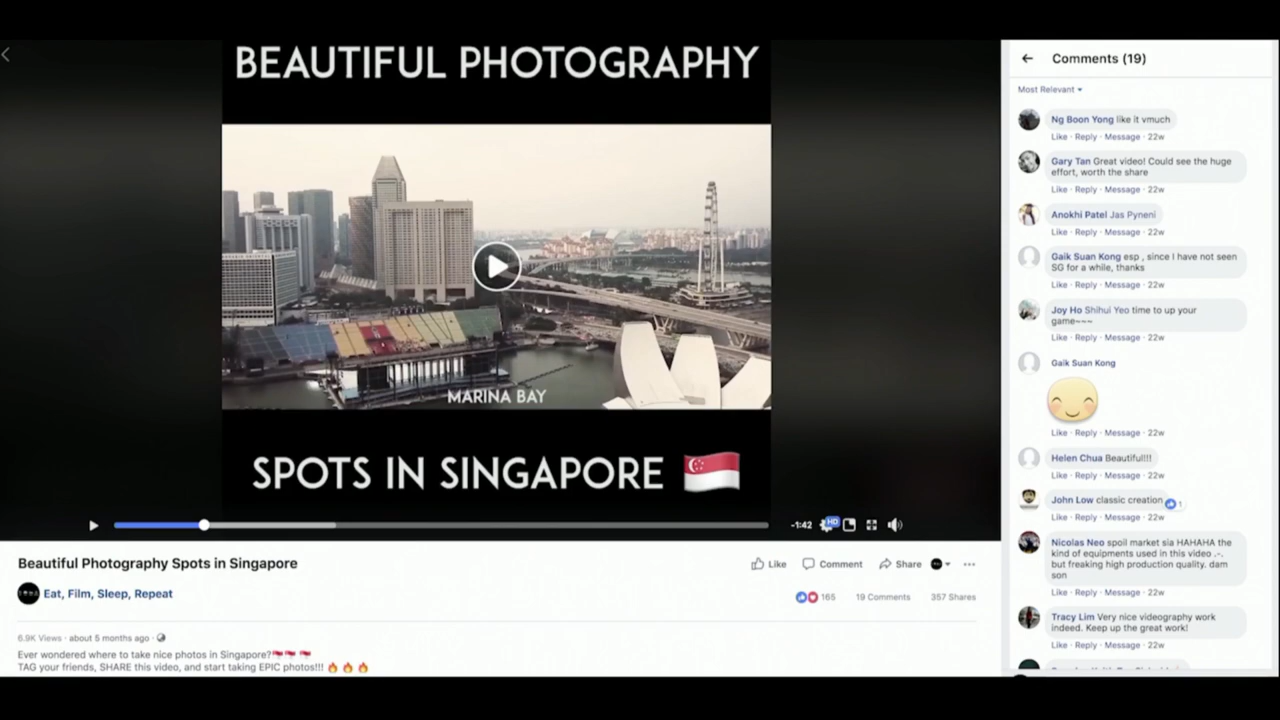 BEAUTIFUL PHOTOGRAPHY
MARINA BAY
SPOTS IN SINGAPORE
-1:42 HD
Beautiful Photography Spots in Singapore
Like Comment Share
Eat, Film, Sleep, Repeat
165 19 Comments 357 Shares
6.9K Views · about 5 months ago ·
Ever wondered where to take nice photos in Singapore?
TAG your friends, SHARE this video, and start taking EPIC photos!!!
Comments (19)
Most Relevant
Ng Boon Yong like it vmuch
Like · Reply · Message · 22w
Gary Tan Great video! Could see the huge
effort, worth the share
Like · Reply · Message · 22w
Anokhi Patel Jas Pyneni
Like · Reply · Message · 22w
Gaik Suan Kong esp , since I have not seen
SG for a while, thanks
Like · Reply · Message · 22w
Joy Ho Shihui Yeo time to up your
game~~~
Like · Reply · Message · 22w
Gaik Suan Kong
Like · Reply · Message · 22w
Helen Chua Beautiful!!!
Like · Reply · Message · 22w
John Low classic creation 1
Like · Reply · Message · 22w
Nicolas Neo spoil market sia HAHAHA the
kind of equipments used in this video .-.
but freaking high production quality. dam
son
Like · Reply · Message · 22w
Tracy Lim Very nice videography work
indeed. Keep up the great work!
Like · Reply · Message · 22w